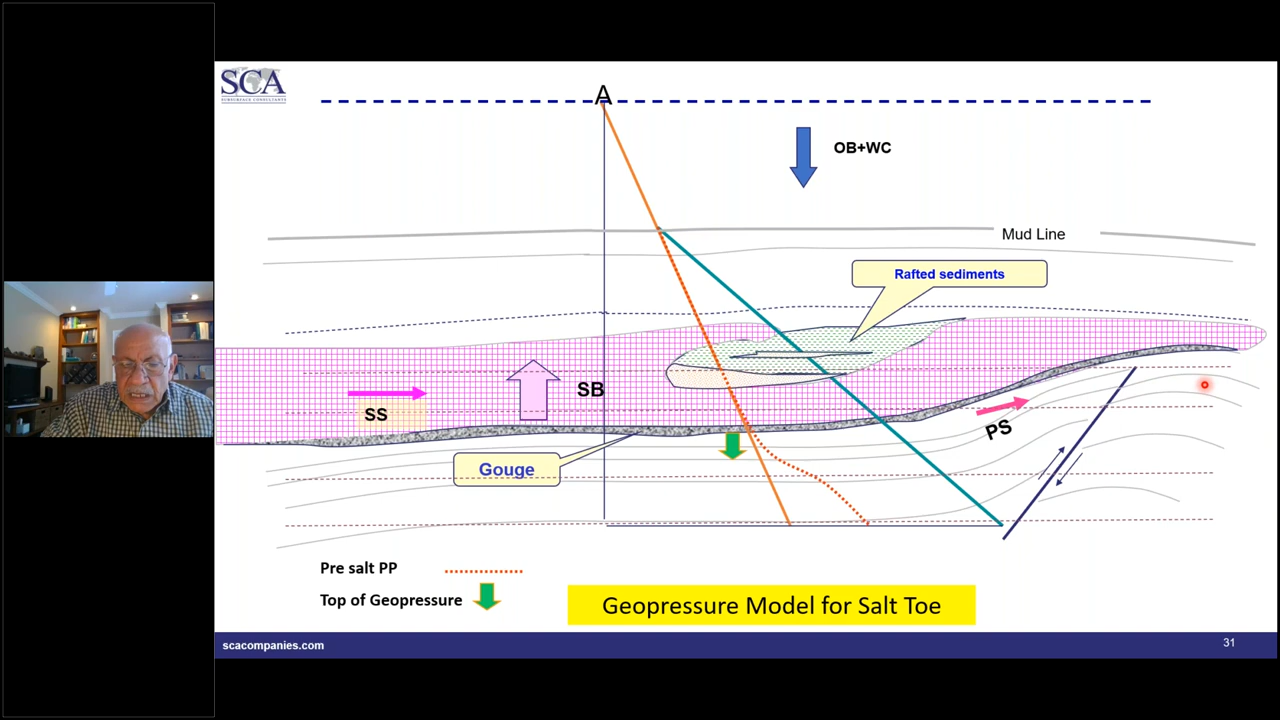 SCA
SUBSURFACE CONSULTANTS
A
OB+WC
Mud Line
Rafted sediments
SB
SS
PS
Gouge
Pre salt PP
Top of Geopressure
Geopressure Model for Salt Toe
scacompanies.com
31